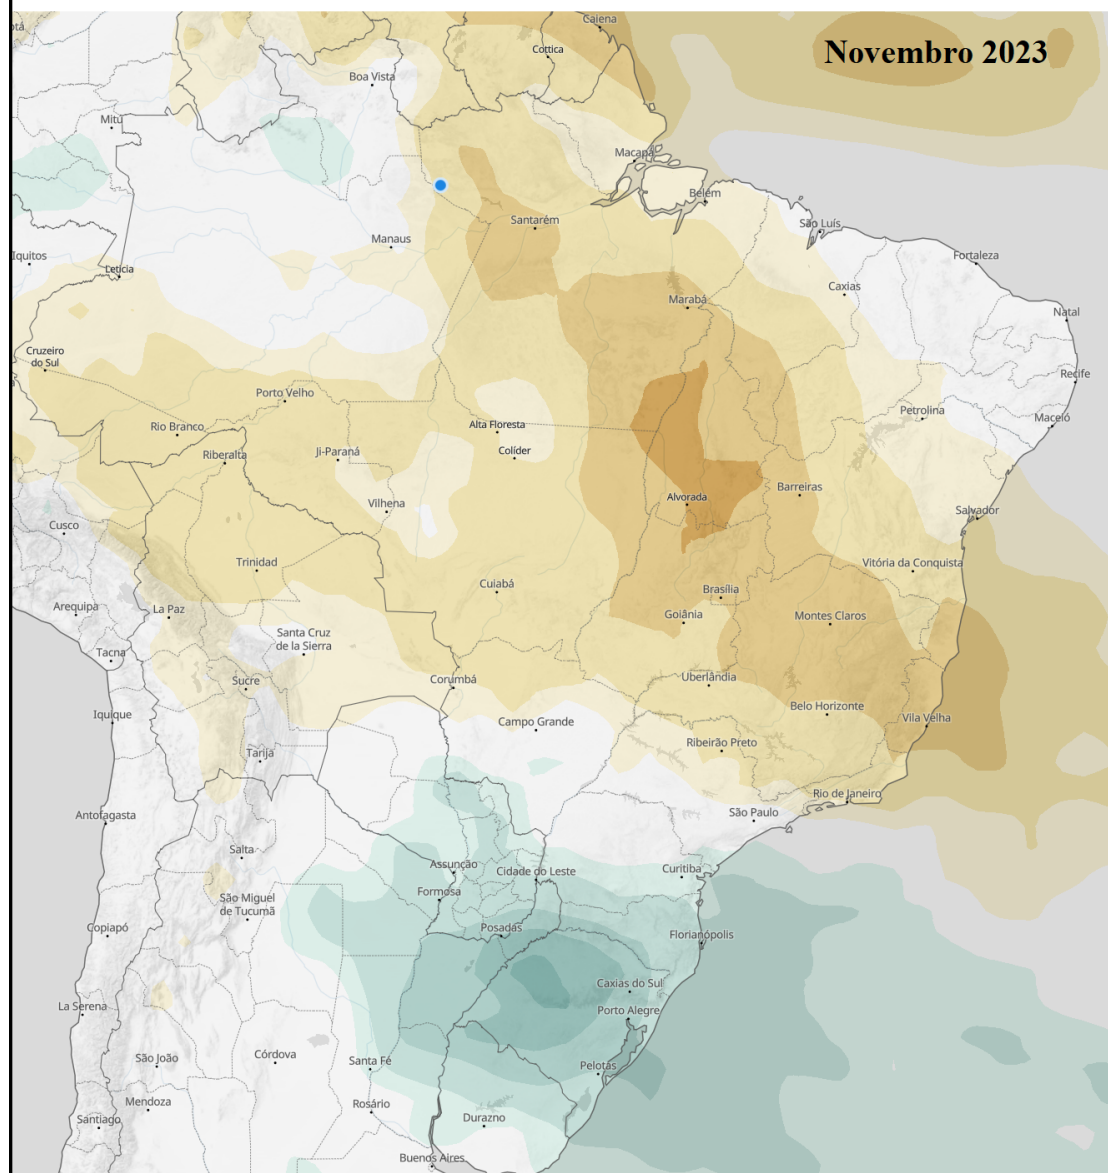 Caiena
otá
Cottica
Novembro 2023
Boa Vista
Mitu
Macapá
Belém
Santarém
São Luís
Manaus
Iquitos
Leticia
Fortaleza
Caxias
Marabá
Natal
Cruzeiro
do Sul
Recife
Porto Velho
Petrolina
Maceió
Rio Branco
Alta Floresta
Ji-Paraná
Colíder
Riberalta
Barreiras
Vilhena
Alvorada
Salvador
Cusco
Trinidad
Vitória da Conquista
Cuiabá
Brasília
Arequipa
La Paz
Goiânia
Montes Claros
Santa Cruz
de la Sierra
Tacna
Sucre
Corumbá
Uberlândia
Iquique
Campo Grande
Belo Horizonte
Vila Velha
Tarija
Ribeirão Preto
Rio de Janeiro
Antofagasta
São Paulo
Salta
Assunção
Cidade do Leste
Curitiba
Formosa
São Miguel
de Tucumã
Copiapó
Posadas
Florianópolis
Caxias do Sul
La Serena
Porto Alegre
São João
Córdova
Santa Fé
Pelotas
Mendoza
Rosário
Santiago
Durazno
Buenos Aires